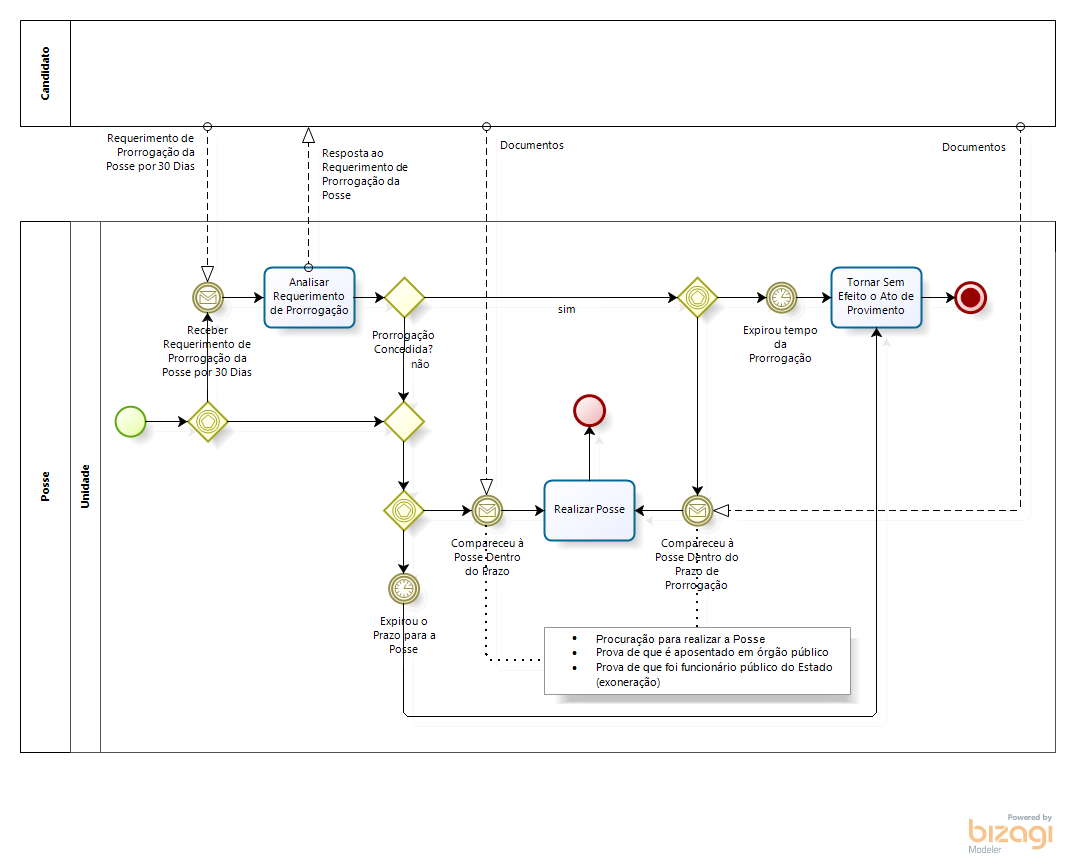 Candidato
Requerimento de
Prorrogação da
Posse por 30 Dias
Resposta ao
Requerimento de
Prorrogação da
Posse
Documentos
Documentos
Posse
Unidade
Analisar
Requerimento
de Prorrogação
Receber
Requerimento de
Prorrogação da
Posse por 30 Dias
Prorrogação
Concedida?
não
sim
Expirou tempo
da
Prorrogação
Tornar Sem
Efeito o Ato de
Provimento
Realizar Posse
Compareceu à
Posse Dentro
do Prazo
Compareceu à
Posse Dentro do
Prazo de
Prorrogação
Expirou o
Prazo para a
Posse
• Procuração para realizar a Posse
• Prova de que é aposentado em órgão público
• Prova de que foi funcionário público do Estado
(exoneração)
Powered by
bizagi
Modeler